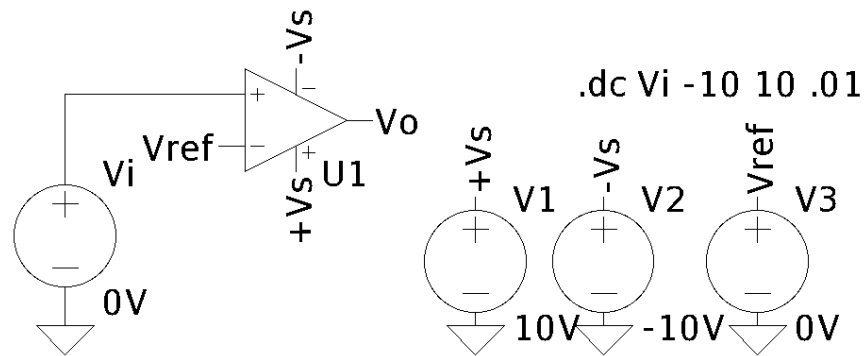 -Vs
.dc Vi -10 10 .01
+
-
-
+
Vo
Vref
Vi
U1
+Vs
+
-
0V
+Vs
-Vs
Vref
V1
V2
V3
+
-
+
-
+
-
10V
-10V
0V